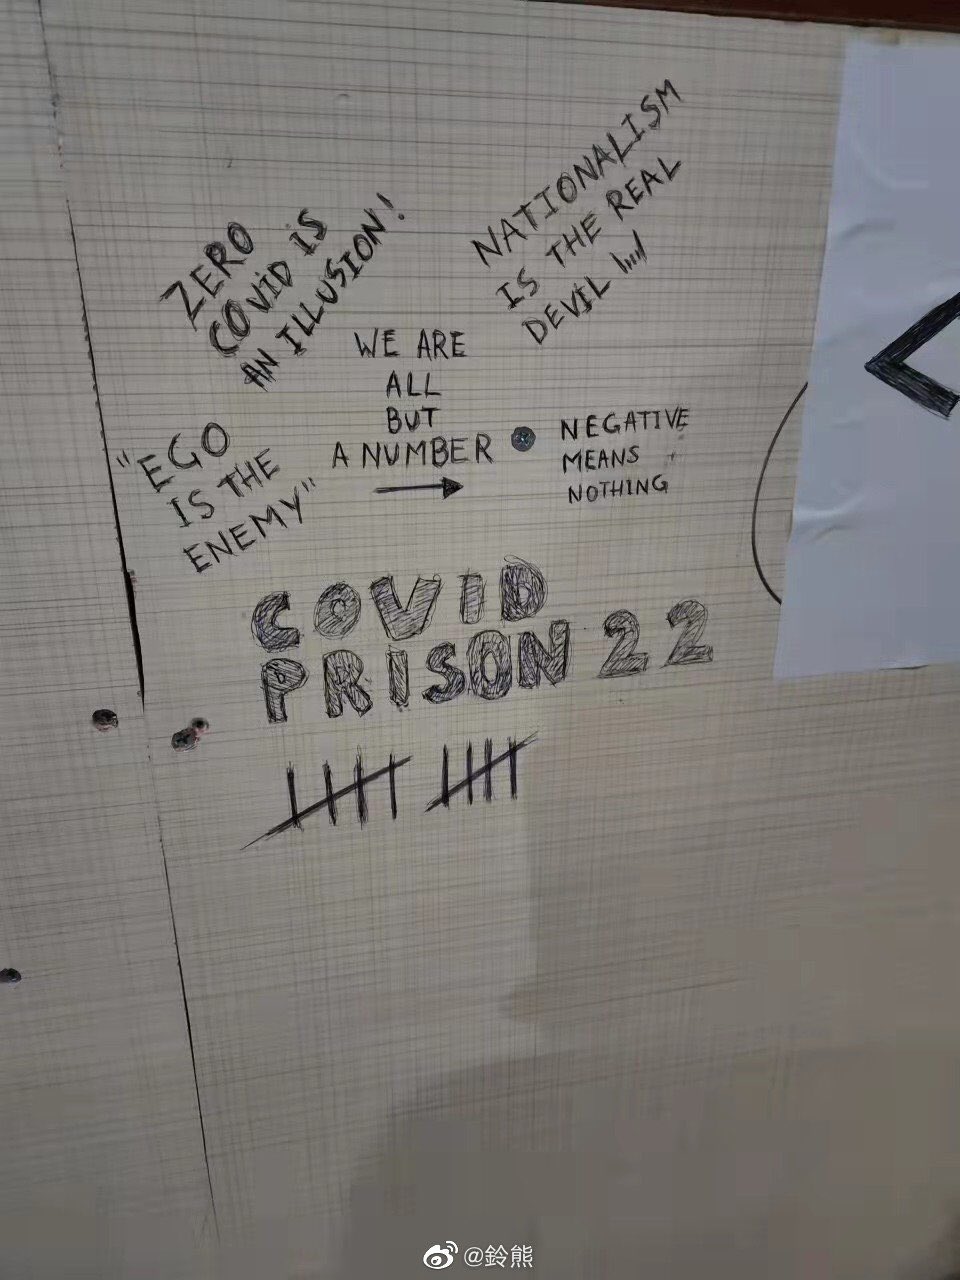 ZERO
COVID IS
AN ILLUSION!
NATIONALISM
IS THE REAL
DEVIL
WE ARE
ALL
BUT
A NUMBER
"EGO
IS THE
ENEMY"
NEGATIVE
MEANS
NOTHING
COVID
PRISON 22
@鈴熊